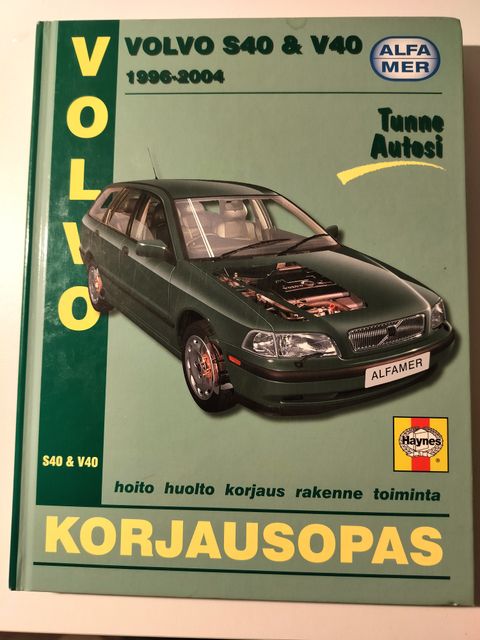 VOLVO
VOLVO S40 & V40
1996-2004
ALFA
MER
Tunne
Autosi
ALFAMER
Haynes
®
S40 & V40
hoito huolto korjaus rakenne toiminta
KORJAUSOPAS